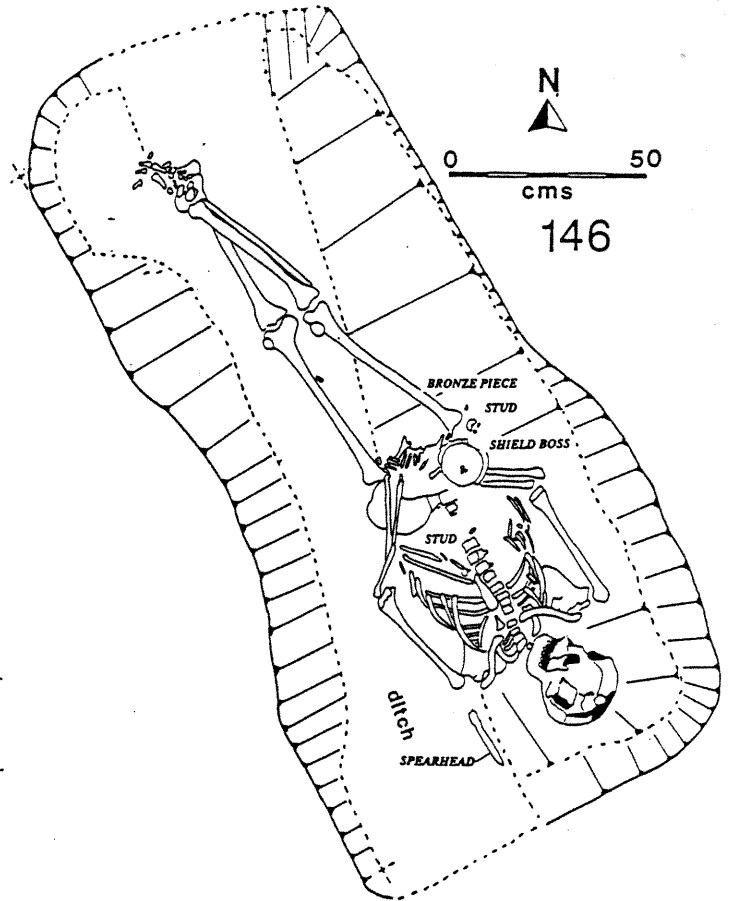 N
0 50
cms
146
BRONZE PIECE
STUD
SHIELD BOSS
STUD
ditch
SPEARHEAD